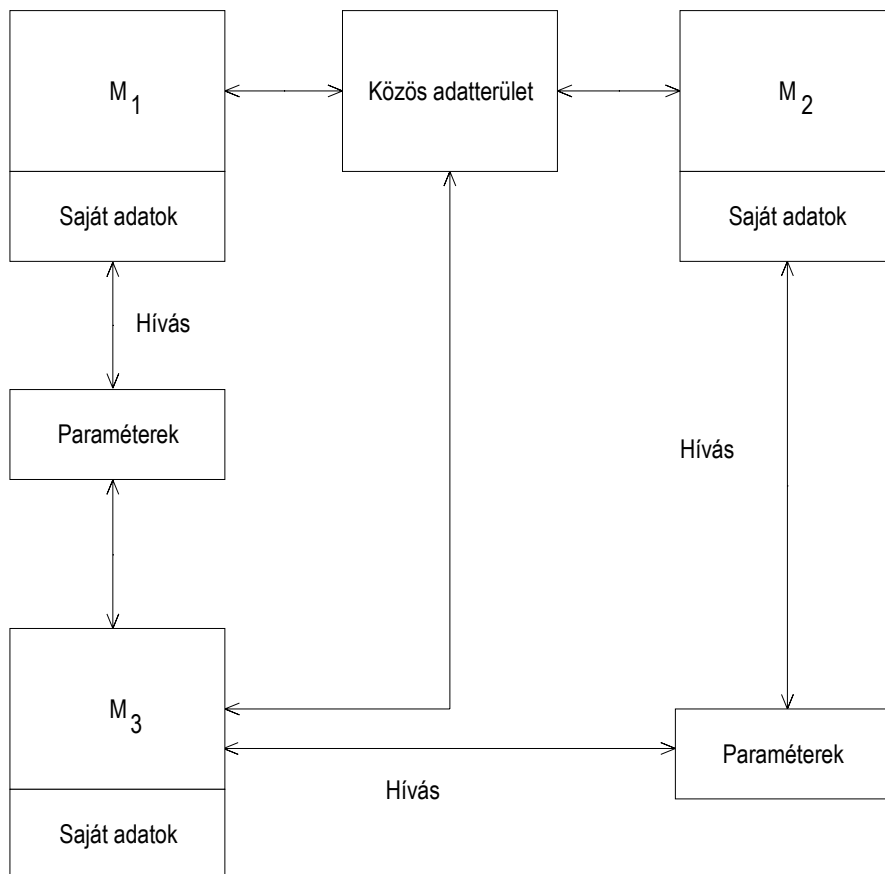 M1
Közös adatterület
M2
Saját adatok
Saját adatok
Hívás
Paraméterek
Hívás
M3
Paraméterek
Hívás
Saját adatok